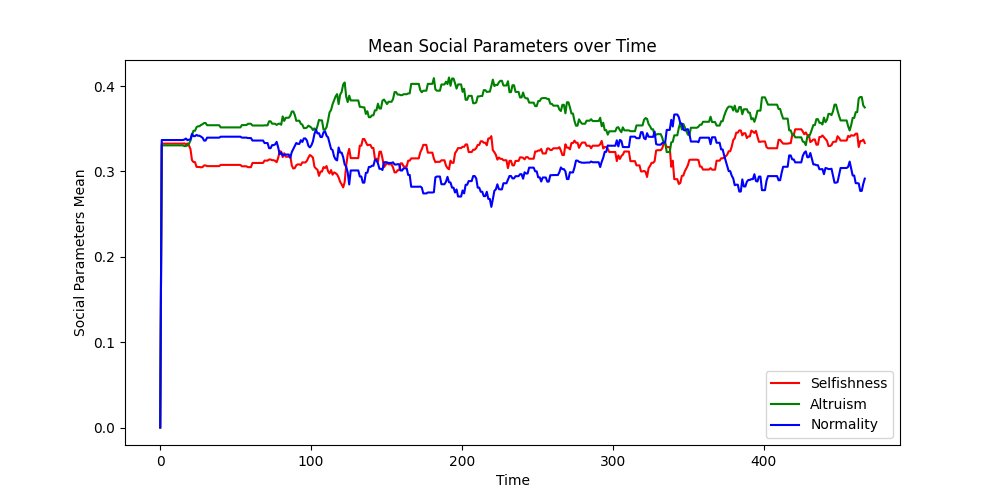 Mean Social Parameters over Time
Social Parameters Mean
0.4
0.3
0.2
0.1
0.0
0 100 200 300 400
Time
Selfishness
Altruism
Normality